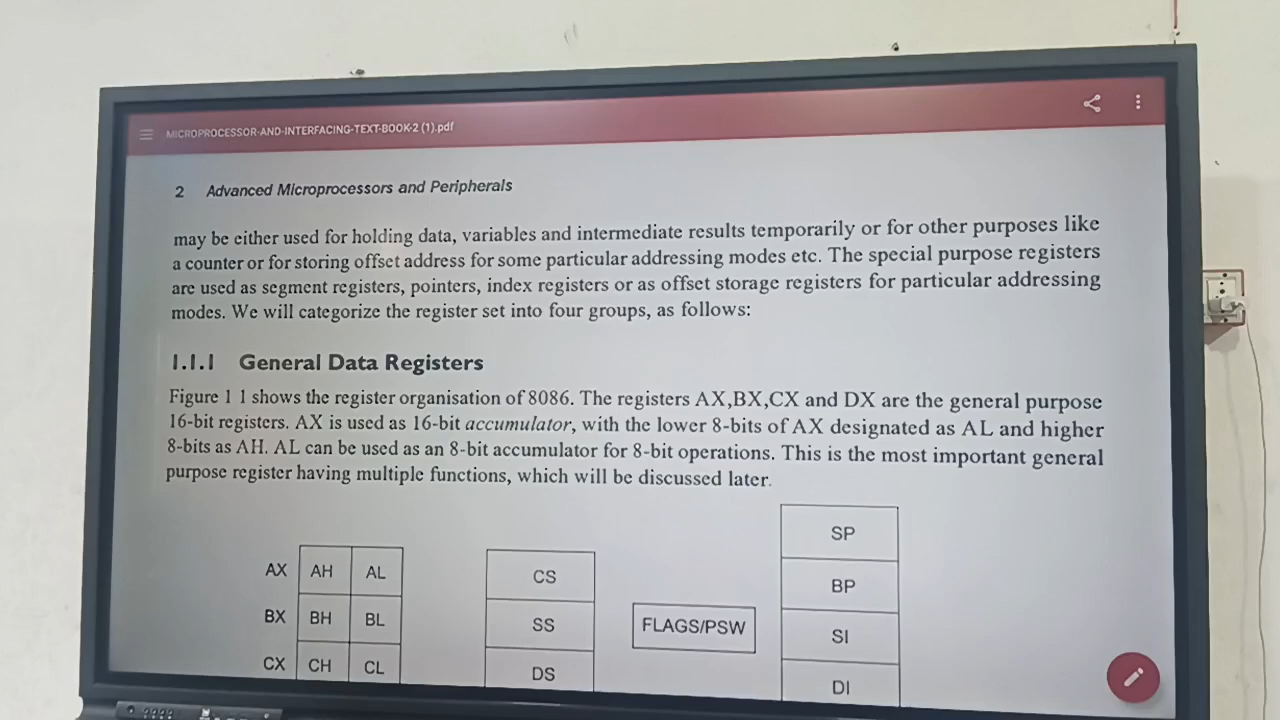 MICROPROCESSOR-AND-INTERFACING-TEXT-BOOK-2 (1).pdf
2 Advanced Microprocessors and Peripherals
may be either used for holding data, variables and intermediate results temporarily or for other purposes like
a counter or for storing offset address for some particular addressing modes etc. The special purpose registers
are used as segment registers, pointers, index registers or as offset storage registers for particular addressing
modes. We will categorize the register set into four groups, as follows:
1.1.1 General Data Registers
Figure 1 1 shows the register organisation of 8086. The registers AX,BX,CX and DX are the general purpose
16-bit registers. AX is used as 16-bit accumulator, with the lower 8-bits of AX designated as AL and higher
8-bits as AH. AL can be used as an 8-bit accumulator for 8-bit operations. This is the most important general
purpose register having multiple functions, which will be discussed later.
AX AH AL
BX BH BL
CX CH CL
CS
SS
DS
FLAGS/PSW
SP
BP
SI
DI